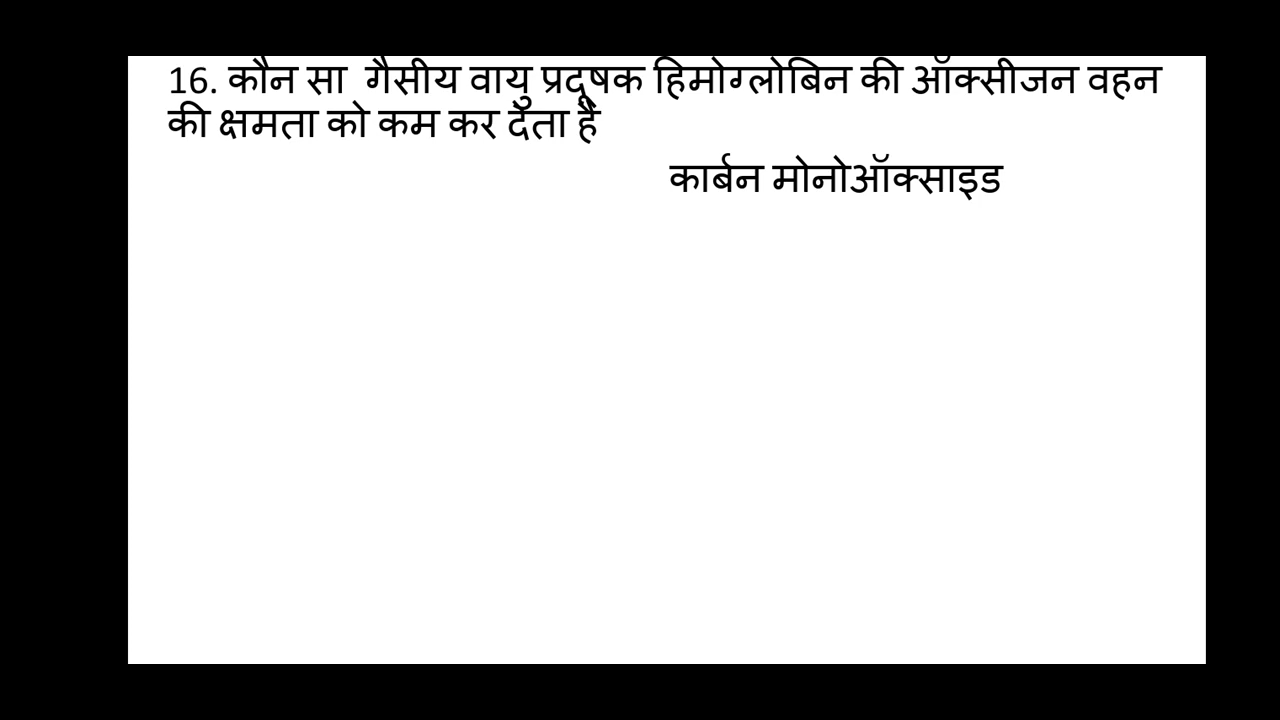 16. कौन सा  गैसीय वायु प्रदूषक हिमोग्लोबिन की ऑक्सीजन वहन
की क्षमता को कम कर देता है
कार्बन मोनोऑक्साइड